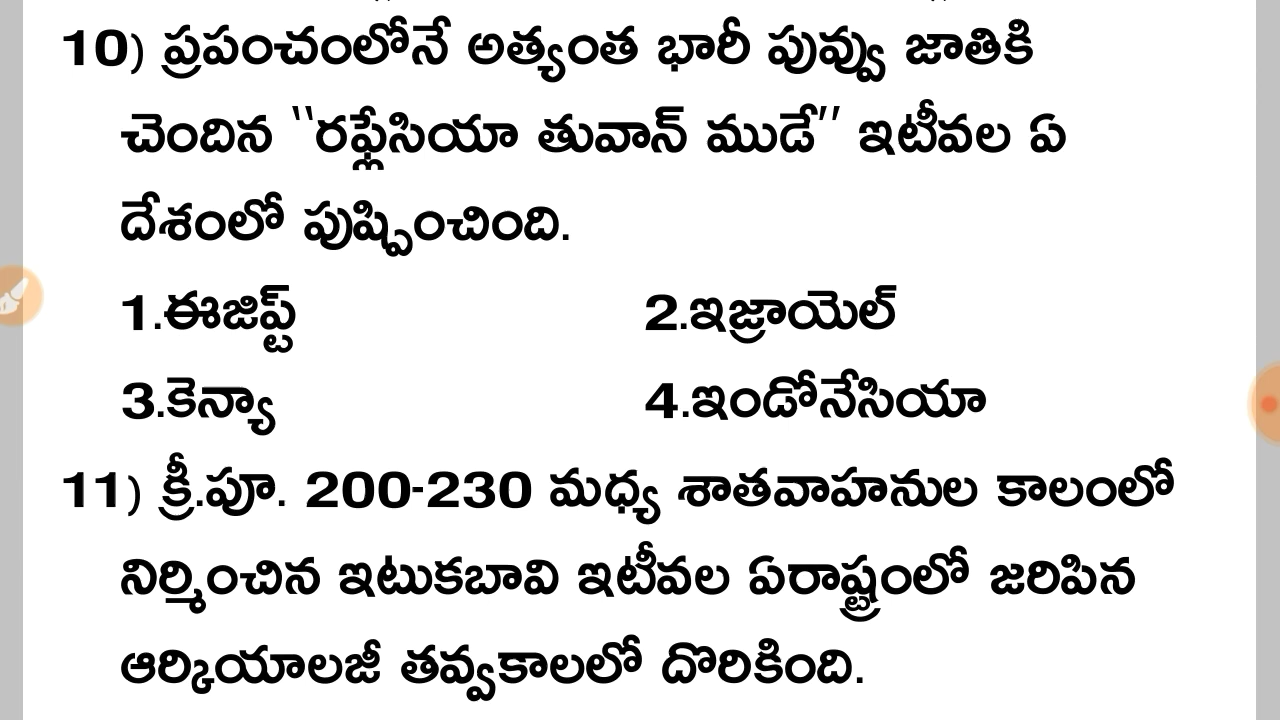 10) ప్రపంచంలోనే అత్యంత భారీ పువ్వు జాతికి
చెందిన "రఫ్లేసియా తువాన్ ముడే" ఇటీవల ఏ
దేశంలో పుష్పించింది.
1.ఈజిప్ట్ 2.ఇజ్రాయెల్
3.కెన్యా 4.ఇండోనేసియా
11) క్రీ.పూ. 200-230 మధ్య శాతవాహనుల కాలంలో
నిర్మించిన ఇటుకబావి ఇటీవల ఏరాష్ట్రంలో జరిపిన
ఆర్కియాలజీ తవ్వకాలలో దొరికింది.